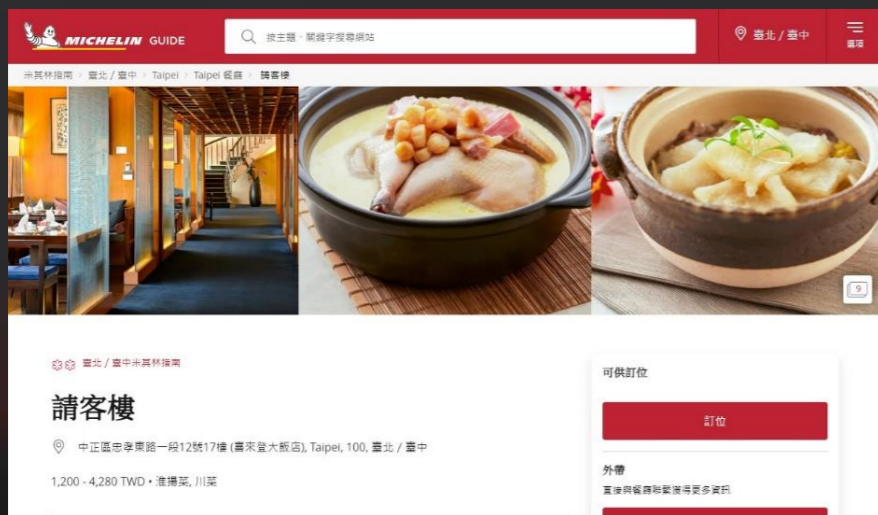 MICHELIN GUIDE
按主題、關鍵字搜尋網站
臺北 / 臺中
選項
米其林指南 > 臺北 / 臺中 > Taipei > Taipei 餐廳 > 請客樓
9
臺北 / 臺中米其林指南
請客樓
中正區忠孝東路一段12號17樓 (喜來登大飯店), Taipei, 100, 臺北 / 臺中
1,200 - 4,280 TWD • 淮揚菜, 川菜
可供訂位
訂位
外帶
直接與餐廳聯繫獲得更多資訊